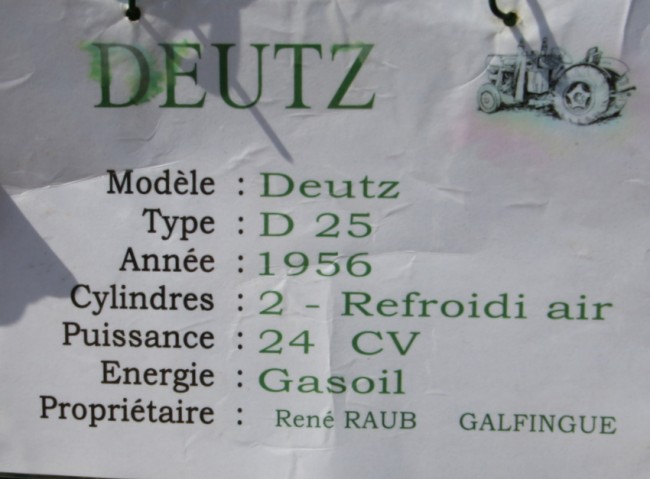 DEUTZ
Modèle : Deutz
Type : D 25
Année : 1956
Cylindres : 2 - Refroidi air
Puissance : 24 CV
Energie : Gasoil
Propriétaire : René RAUB GALFINGUE